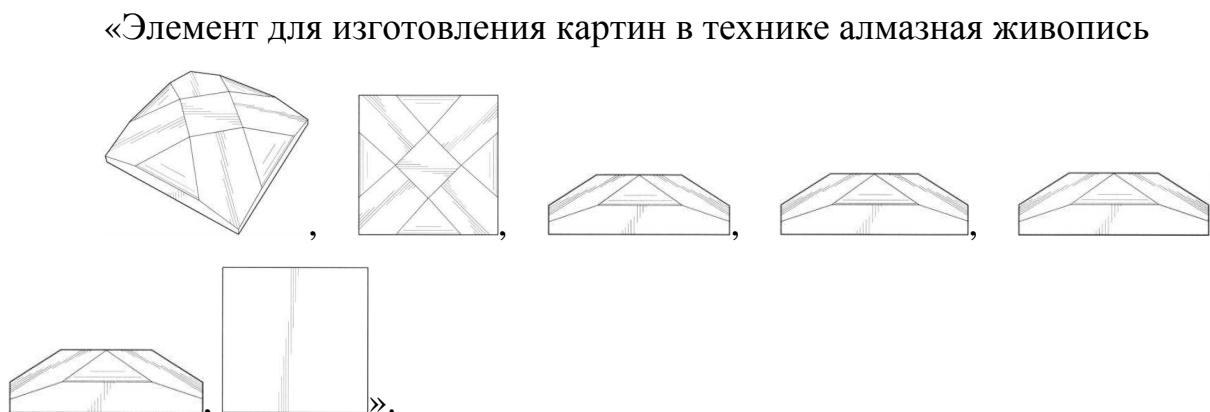 «Элемент для изготовления картин в технике алмазная живопись
, , , ,
, ».